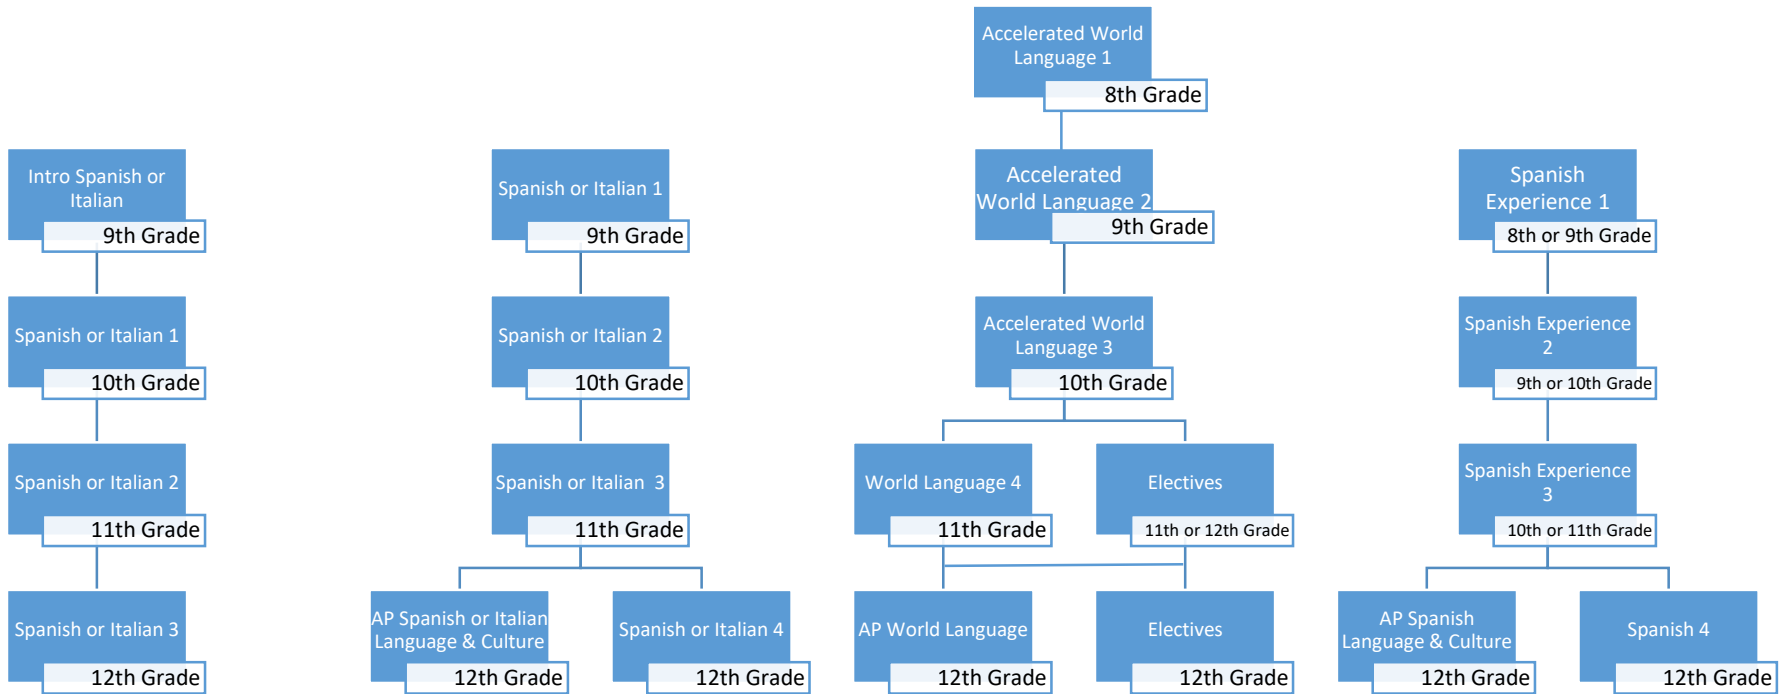 Accelerated World
Language 1
8th Grade
Intro Spanish or
Italian
9th Grade
Spanish or Italian 1
9th Grade
Accelerated
World Language 2
9th Grade
Spanish
Experience 1
8th or 9th Grade
Spanish or Italian 1
10th Grade
Spanish or Italian 2
10th Grade
Accelerated World
Language 3
10th Grade
Spanish Experience
2
9th or 10th Grade
Spanish or Italian 2
11th Grade
Spanish or Italian 3
11th Grade
World Language 4
11th Grade
Electives
11th or 12th Grade
Spanish Experience
3
10th or 11th Grade
Spanish or Italian 3
12th Grade
AP Spanish or Italian
Language & Culture
12th Grade
Spanish or Italian 4
12th Grade
AP World Language
12th Grade
Electives
12th Grade
AP Spanish
Language & Culture
12th Grade
Spanish 4
12th Grade